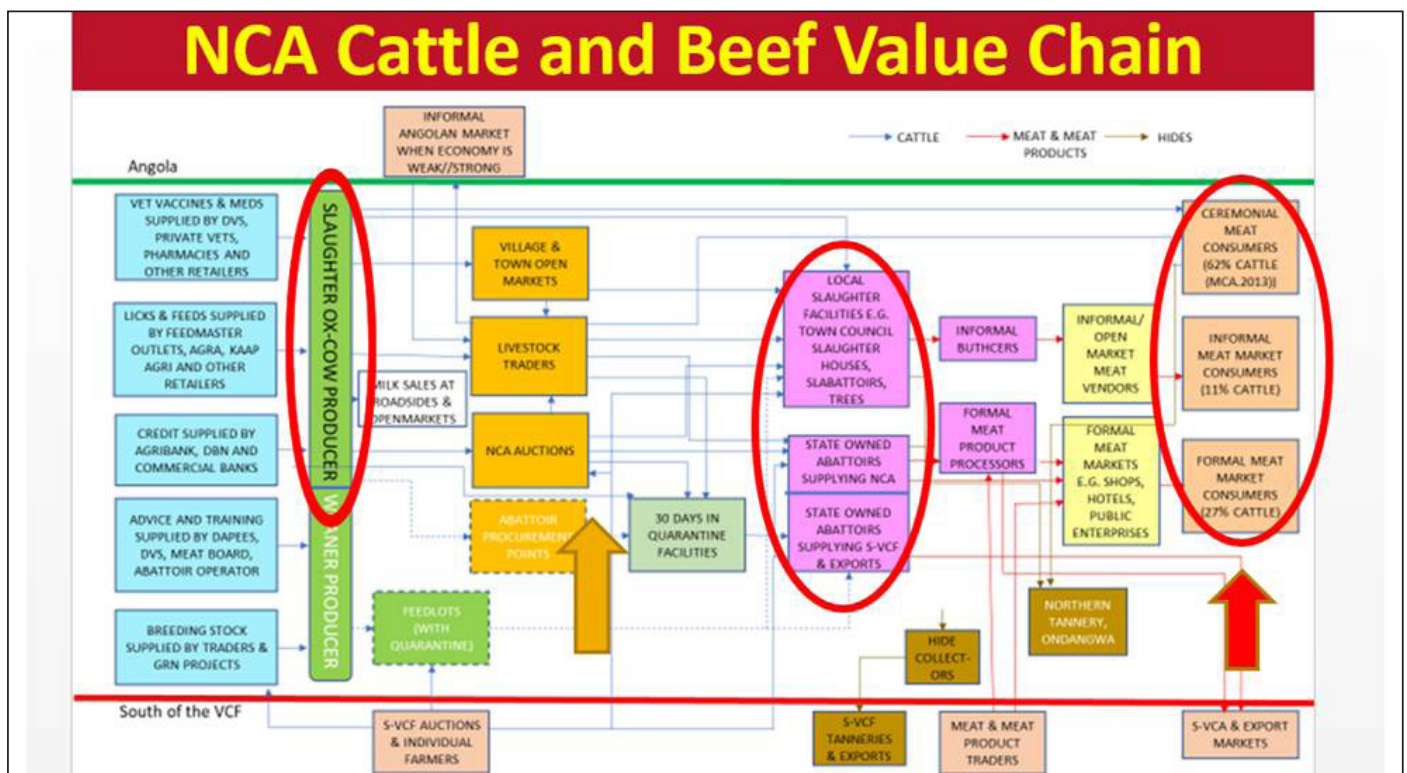 NCA Cattle and Beef Value Chain
INFORMAL
ANGOLAN MARKET
WHEN ECONOMY IS
WEAK//STRONG
CATTLE
MEAT & MEAT
PRODUCTS
HIDES
Angola
VET VACCINES & MEDS
SUPPLIED BY DVS,
PRIVATE VETS,
PHARMACIES AND
OTHER RETAILERS
LICKS & FEEDS SUPPLIED
BY FEEDMASTER
OUTLETS, AGRA, KAAP
AGRI AND OTHER
RETAILERS
CREDIT SUPPLIED BY
AGRIBANK, DBN AND
COMMERCIAL BANKS
ADVICE AND TRAINING
SUPPLIED BY DAPEES,
DVS, MEAT BOARD,
ABATTOIR OPERATOR
BREEDING STOCK
SUPPLIED BY TRADERS &
GRN PROJECTS
SLAUGHTER OX-COW PRODUCER
PRODUCER
MILK SALES AT
ROADSIDES &
OPENMARKETS
VILLAGE &
TOWN OPEN
MARKETS
LIVESTOCK
TRADERS
NCA AUCTIONS
ABATTOIR
PROCUREMENT
POINTS
FEEDLOTS
(WITH
QUARANTINE)
30 DAYS IN
QUARANTINE
FACILITIES
LOCAL
SLAUGHTER
FACILITIES E.G.
TOWN COUNCIL
SLAUGHTER
HOUSES,
SLABATTOIRS,
TREES
STATE OWNED
ABATTOIRS
SUPPLYING NCA
STATE OWNED
ABATTOIRS
SUPPLYING S-VCF
& EXPORTS
INFORMAL
BUTHCERS
FORMAL
MEAT
PRODUCT
PROCESSORS
INFORMAL/
OPEN
MARKET
MEAT
VENDORS
FORMAL
MEAT
MARKETS
E.G. SHOPS,
HOTELS,
PUBLIC
ENTERPRISES
CEREMONIAL
MEAT
CONSUMERS
(62% CATTLE
(MCA.2013))
INFORMAL
MEAT MARKET
CONSUMERS
(11% CATTLE)
FORMAL MEAT
MARKET
CONSUMERS
(27% CATTLE)
NORTHERN
TANNERY,
ONDANGWA
HIDE
COLLECT-
ORS
South of the VCF
S-VCF AUCTIONS
& INDIVIDUAL
FARMERS
S-VCF
TANNERIES
& EXPORTS
MEAT & MEAT
PRODUCT
TRADERS
S-VCA & EXPORT
MARKETS